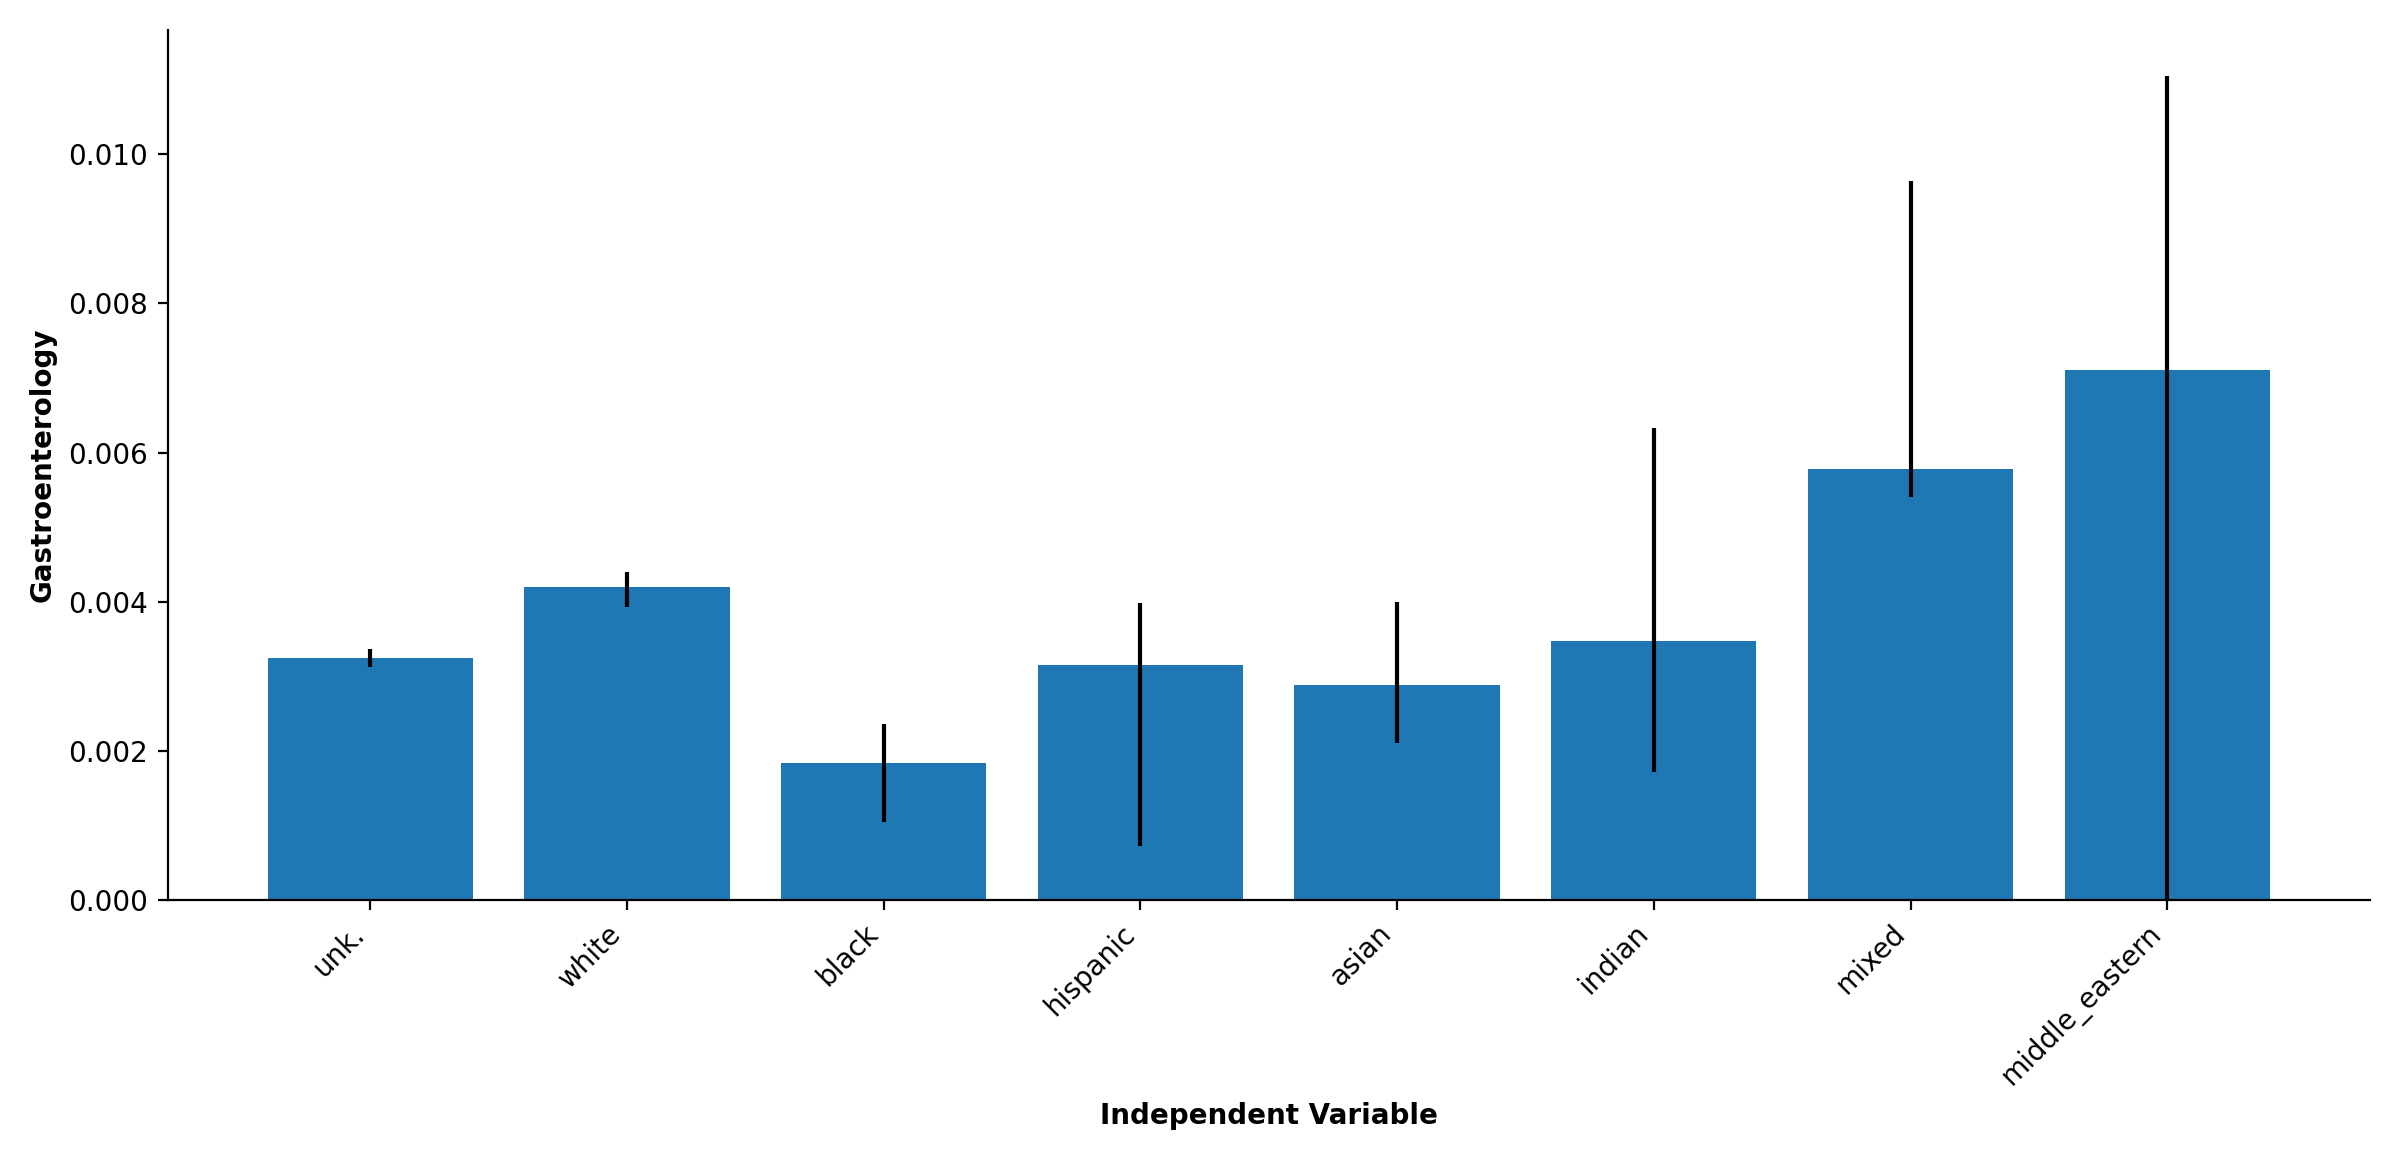 0.010
0.008
0.006
0.004
0.002
0.000
Gastroenterology
unk.
white
black
hispanic
asian
indian
mixed
middle_eastern
Independent Variable